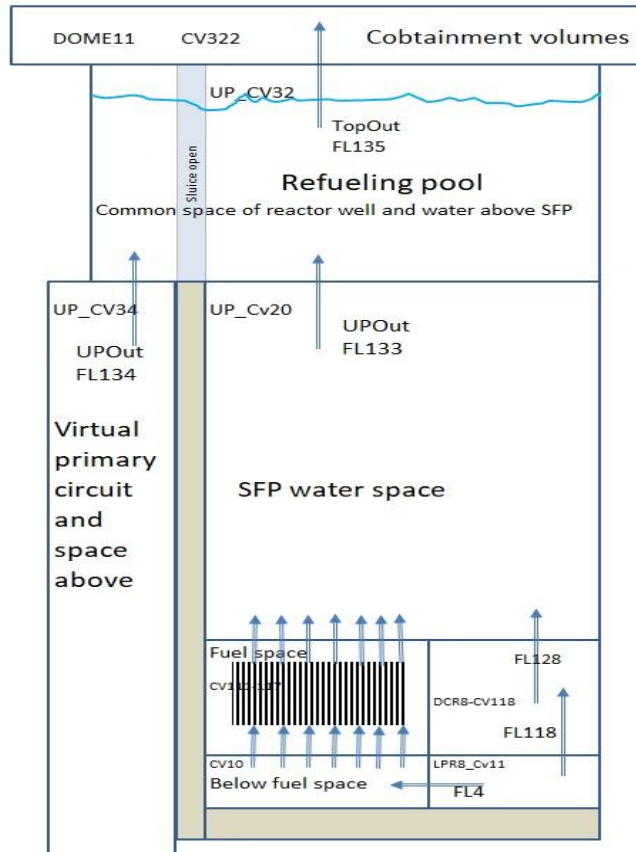 DOME11 CV322 Cobtainment volumes
UP_CV32
TopOut
FL135
Sluice open
Refueling pool
Common space of reactor well and water above SFP
UP_CV34
UPOut
FL134
UP_Cv20
UPOut
FL133
Virtual
primary
circuit
and
space
above
SFP water space
Fuel space
FL128
DCR8-CV118
FL118
CV10
Below fuel space
LPR8_Cv11
FL4